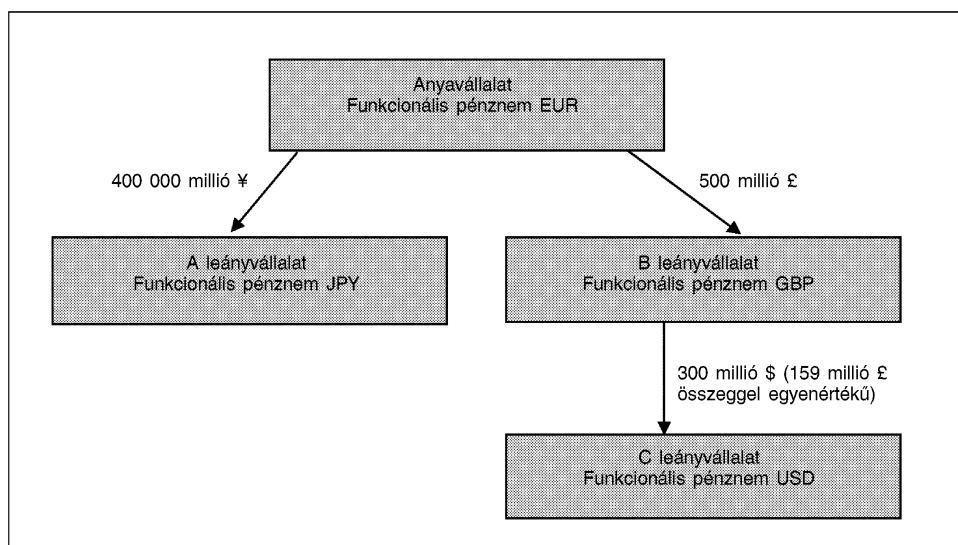 Anyavállalat
Funkcionális pénznem EUR
400 000 millió ¥
500 millió £
A leányvállalat
Funkcionális pénznem JPY
B leányvállalat
Funkcionális pénznem GBP
300 millió $ (159 millió £
összeggel egyenértékű)
C leányvállalat
Funkcionális pénznem USD